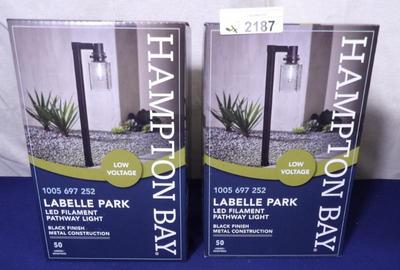 HAMPTON BAY
LOW
VOLTAGE
1005 697 252
LABELLE PARK
LED FILAMENT
PATHWAY LIGHT
BLACK FINISH
METAL CONSTRUCTION
50
2187
HAMPTON BAY
LOW
VOLTAGE
1005 697 252
LABELLE PARK
LED FILAMENT
PATHWAY LIGHT
BLACK FINISH
METAL CONSTRUCTION
50